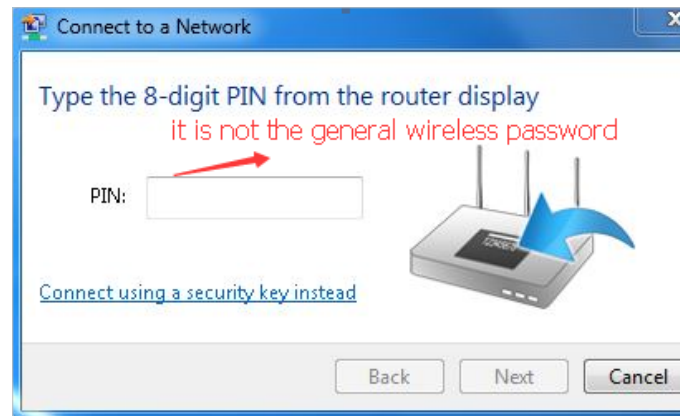 Connect to a Network
X
Type the 8-digit PIN from the router display
it is not the general wireless password
PIN:
Connect using a security key instead
Back
Next
Cancel